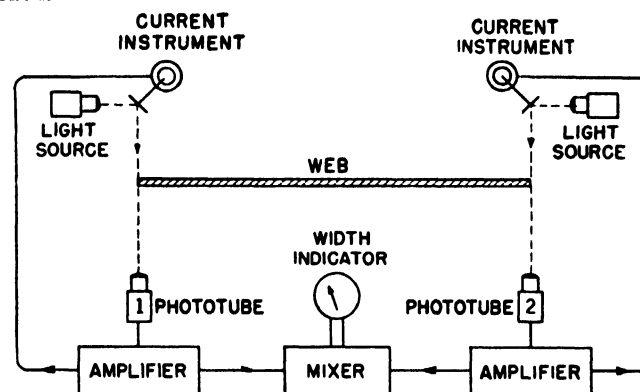 CURRENT
INSTRUMENT
CURRENT
INSTRUMENT
LIGHT
SOURCE
LIGHT
SOURCE
WEB
WIDTH
INDICATOR
1 PHOTOTUBE
PHOTOTUBE 2
AMPLIFIER
MIXER
AMPLIFIER